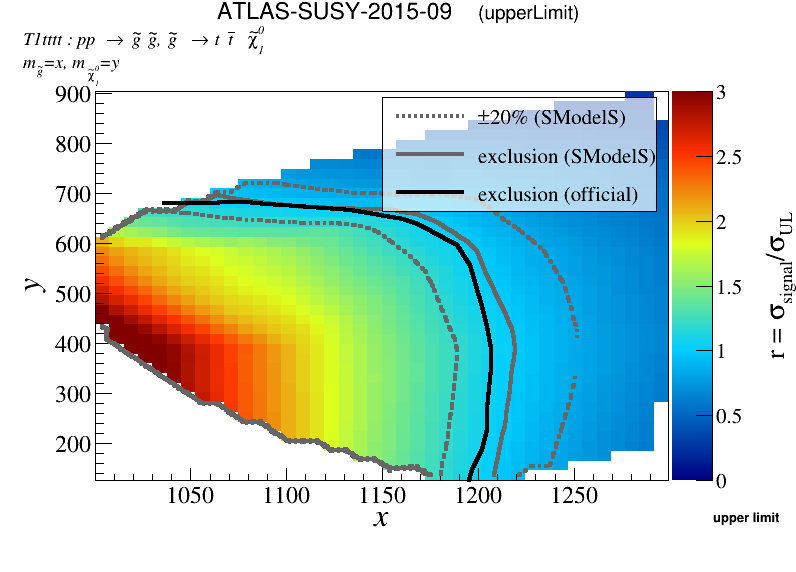 ATLAS-SUSY-2015-09 (upperLimit)
T1tttt : pp → g̃ g̃, g̃ → t t̄ χ̃₁⁰
m_g̃=x, m_χ̃₁⁰=y
±20% (SModelS)
exclusion (SModelS)
exclusion (official)
900
800
700
600
500
400
300
200
y
1050 1100 1150 1200 1250
x
3
2.5
2
1.5
1
0.5
0
r = σ_signal/σ_UL
upper limit